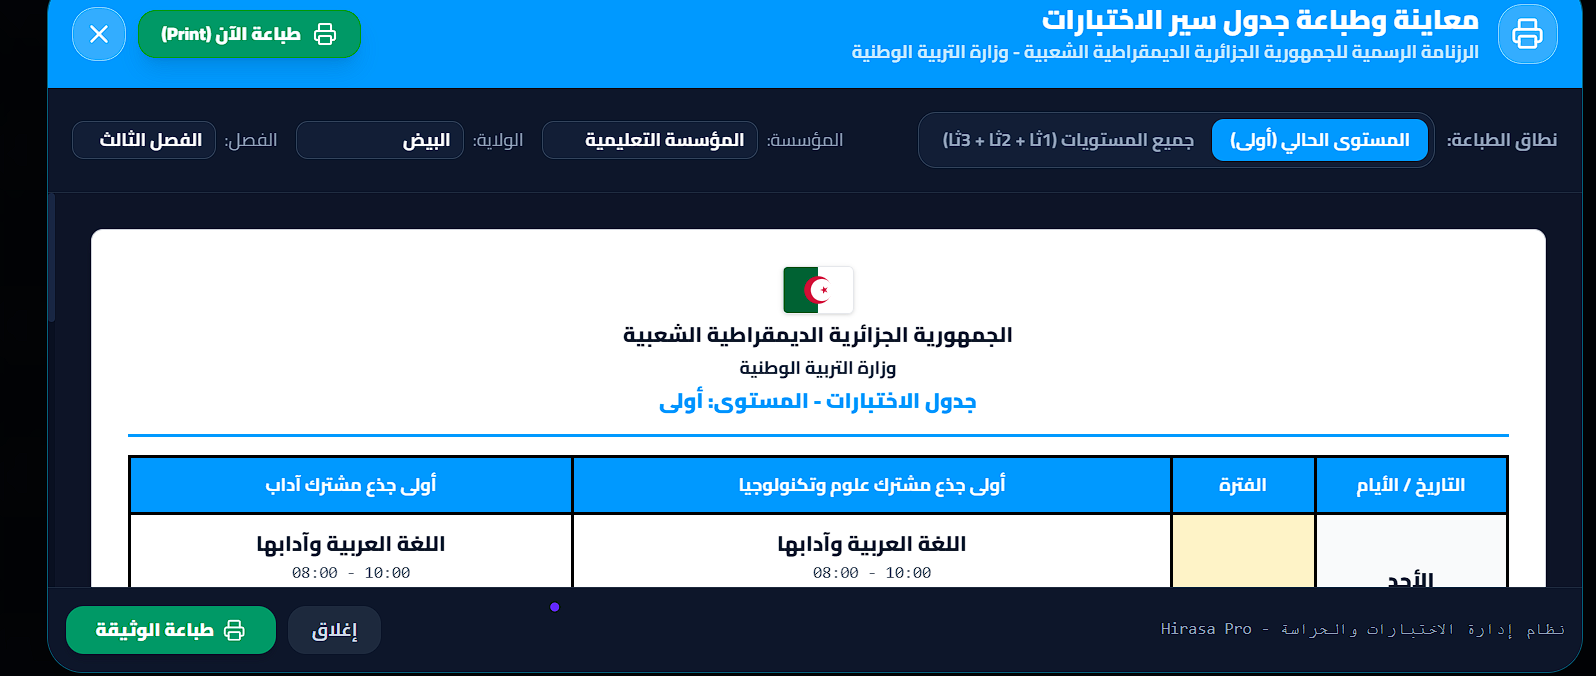 معاينة وطباعة جدول سير الاختبارات
الرزنامة الرسمية للجمهورية الجزائرية الديمقراطية الشعبية - وزارة التربية الوطنية
طباعة الآن (Print)
نطاق الطباعة:
المستوى الحالي (أولى)
جميع المستويات (1ثا + 2ثا + 3ثا)
المؤسسة:
المؤسسة التعليمية
الولاية:
البيض
الفصل:
الفصل الثالث
الجمهورية الجزائرية الديمقراطية الشعبية
وزارة التربية الوطنية
جدول الاختبارات - المستوى: أولى
التاريخ / الأيام
الفترة
أولى جذع مشترك علوم وتكنولوجيا
أولى جذع مشترك آداب
الأحد
اللغة العربية وآدابها
08:00 - 10:00
اللغة العربية وآدابها
08:00 - 10:00
نظام إدارة الاختبارات والحراسة - Hirasa Pro
إغلاق
طباعة الوثيقة